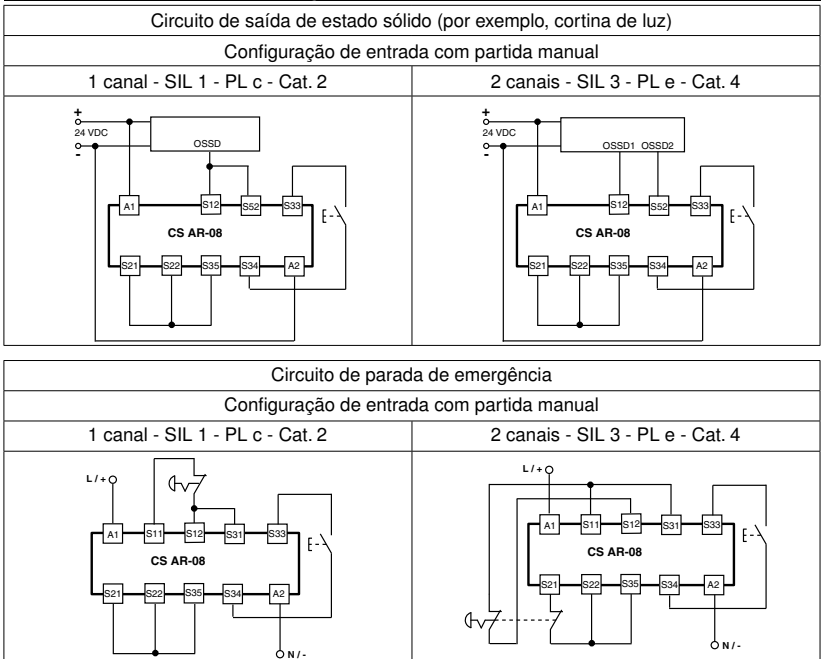 Circuito de saída de estado sólido (por exemplo, cortina de luz)
Configuração de entrada com partida manual
1 canal - SIL 1 - PL c - Cat. 2
2 canais - SIL 3 - PL e - Cat. 4
+
24 VDC
-
OSSD
A1 S12 S52 S33
CS AR-08
S21 S22 S35 S34 A2
+
24 VDC
-
OSSD1 OSSD2
A1 S12 S52 S33
CS AR-08
S21 S22 S35 S34 A2
Circuito de parada de emergência
Configuração de entrada com partida manual
1 canal - SIL 1 - PL c - Cat. 2
2 canais - SIL 3 - PL e - Cat. 4
L / +
A1 S11 S12 S31 S33
CS AR-08
S21 S22 S35 S34 A2
N / -
L / +
A1 S11 S12 S31 S33
CS AR-08
S21 S22 S35 S34 A2
N / -